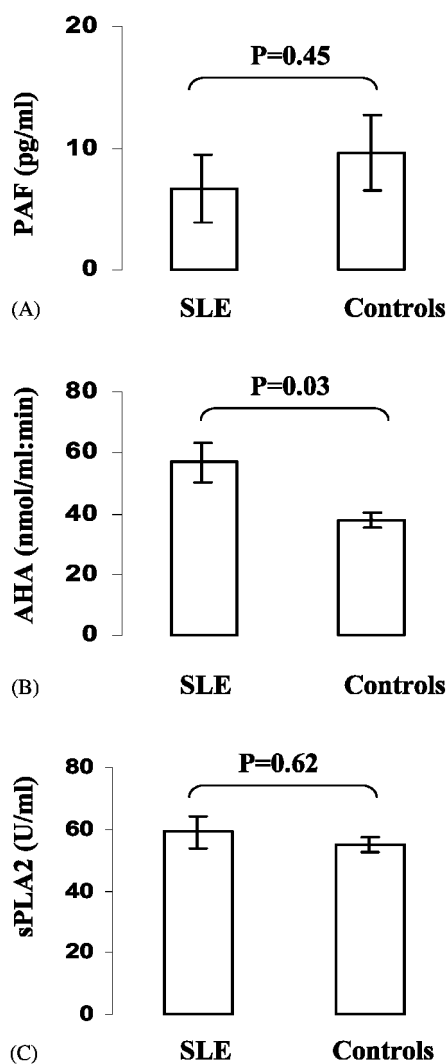 20
P=0.45
PAF (pg/ml)
10
0
(A)
SLE Controls
80
P=0.03
AHA (nmol/ml:min)
60
40
20
0
(B)
SLE Controls
80
P=0.62
sPLA2 (U/ml)
60
40
20
0
(C)
SLE Controls